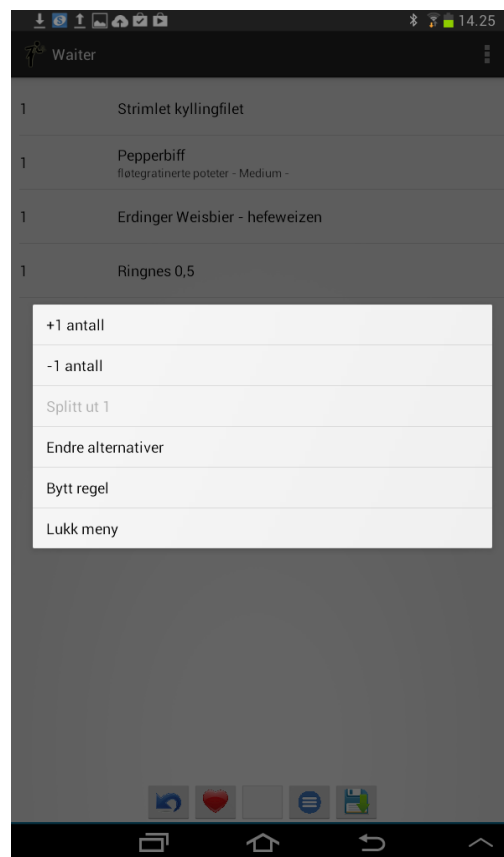 14.25
Waiter
1 Strimlet kyllingfilet
1 Pepperbiff
fløtegratinerte poteter - Medium -
1 Erdinger Weisbier - hefeweizen
1 Ringnes 0,5
+1 antall
-1 antall
Splitt ut 1
Endre alternativer
Bytt regel
Lukk meny